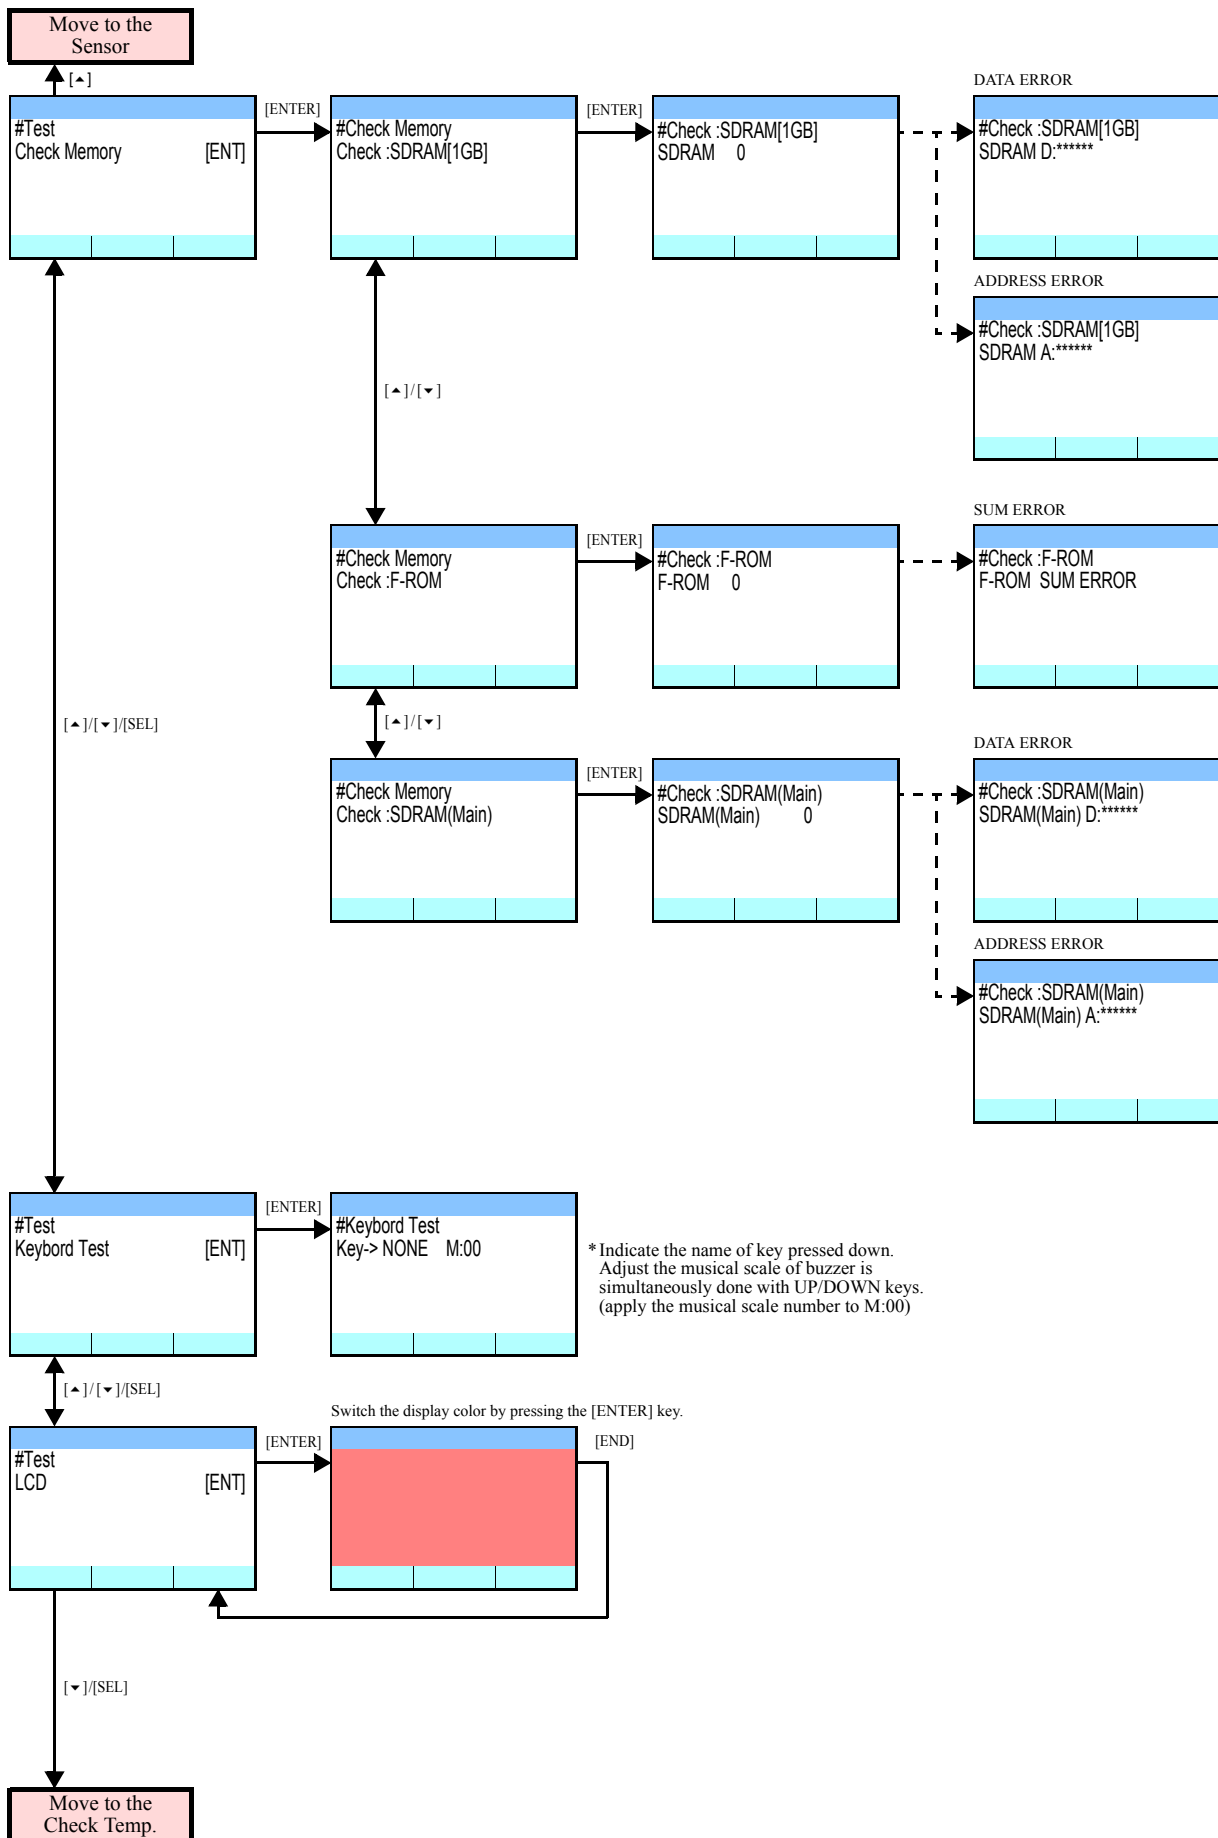 Move to the
Sensor
[▲]
DATA ERROR
[ENTER]
[ENTER]
#Test
Check Memory [ENT]
#Check Memory
Check :SDRAM[1GB]
#Check :SDRAM[1GB]
SDRAM 0
#Check :SDRAM[1GB]
SDRAM D:******
ADDRESS ERROR
#Check :SDRAM[1GB]
SDRAM A:******
[▲]/[▼]
SUM ERROR
[ENTER]
#Check Memory
Check :F-ROM
#Check :F-ROM
F-ROM 0
#Check :F-ROM
F-ROM SUM ERROR
[▲]/[▼]/[SEL]
[▲]/[▼]
DATA ERROR
[ENTER]
#Check Memory
Check :SDRAM(Main)
#Check :SDRAM(Main)
SDRAM(Main) 0
#Check :SDRAM(Main)
SDRAM(Main) D:******
ADDRESS ERROR
#Check :SDRAM(Main)
SDRAM(Main) A:******
[ENTER]
#Test
Keybord Test [ENT]
#Keybord Test
Key-> NONE M:00
* Indicate the name of key pressed down.
Adjust the musical scale of buzzer is
simultaneously done with UP/DOWN keys.
(apply the musical scale number to M:00)
[▲]/[▼]/[SEL]
Switch the display color by pressing the [ENTER] key.
[ENTER]
[END]
#Test
LCD [ENT]
[▼]/[SEL]
Move to the
Check Temp.